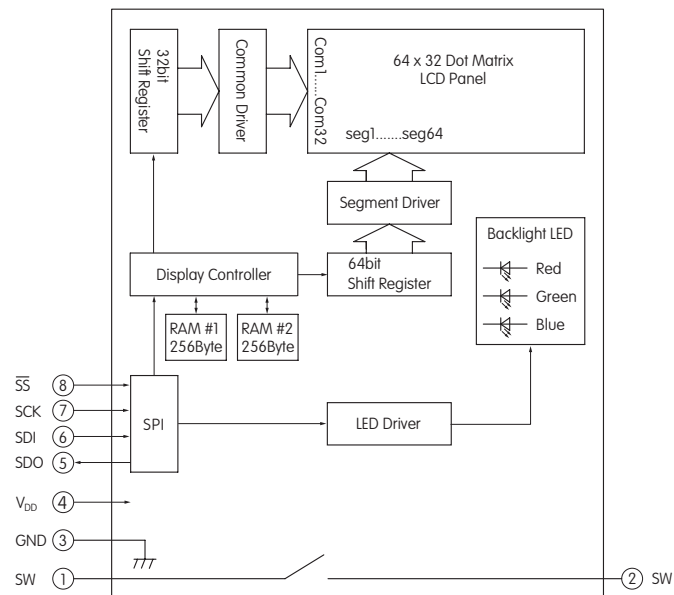 32bit
Shift Register
Common Driver
Com1.....Com32
64 x 32 Dot Matrix
LCD Panel
seg1.......seg64
Segment Driver
Backlight LED
Red
Green
Blue
Display Controller
64bit
Shift Register
RAM #1
256Byte
RAM #2
256Byte
S̅S̅ 8
SCK 7
SDI 6
SDO 5
SPI
LED Driver
VDD 4
GND 3
SW 1
2 SW